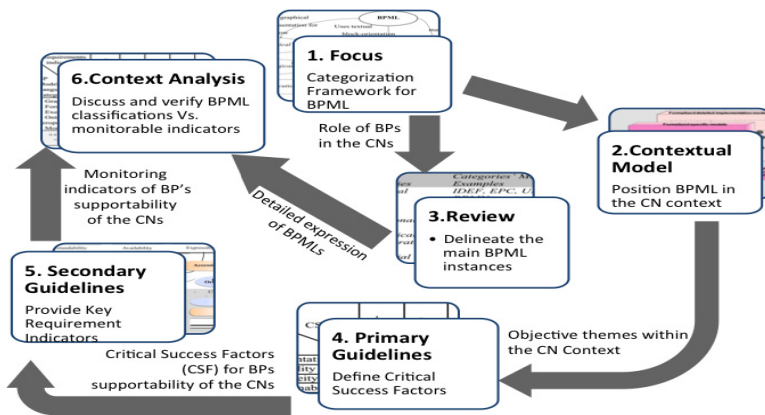 BPML
Uses textual
block-orientation
1. Focus
Categorization
Framework for
BPML
6.Context Analysis
Discuss and verify BPML
classifications Vs.
monitorable indicators
Role of BPs
in the CNs
2.Contextual
Model
Position BPML in
the CN context
Monitoring
indicators of BP's
supportability
of the CNs
Detailed expression
of BPMLs
Categories'
Examples
IDEF, EPC, U
3.Review
• Delineate the
main BPML
instances
5. Secondary
Guidelines
Provide Key
Requirement
Indicators
4. Primary
Guidelines
Define Critical
Success Factors
Objective themes within
the CN Context
Critical Success Factors
(CSF) for BPs
supportability of the CNs